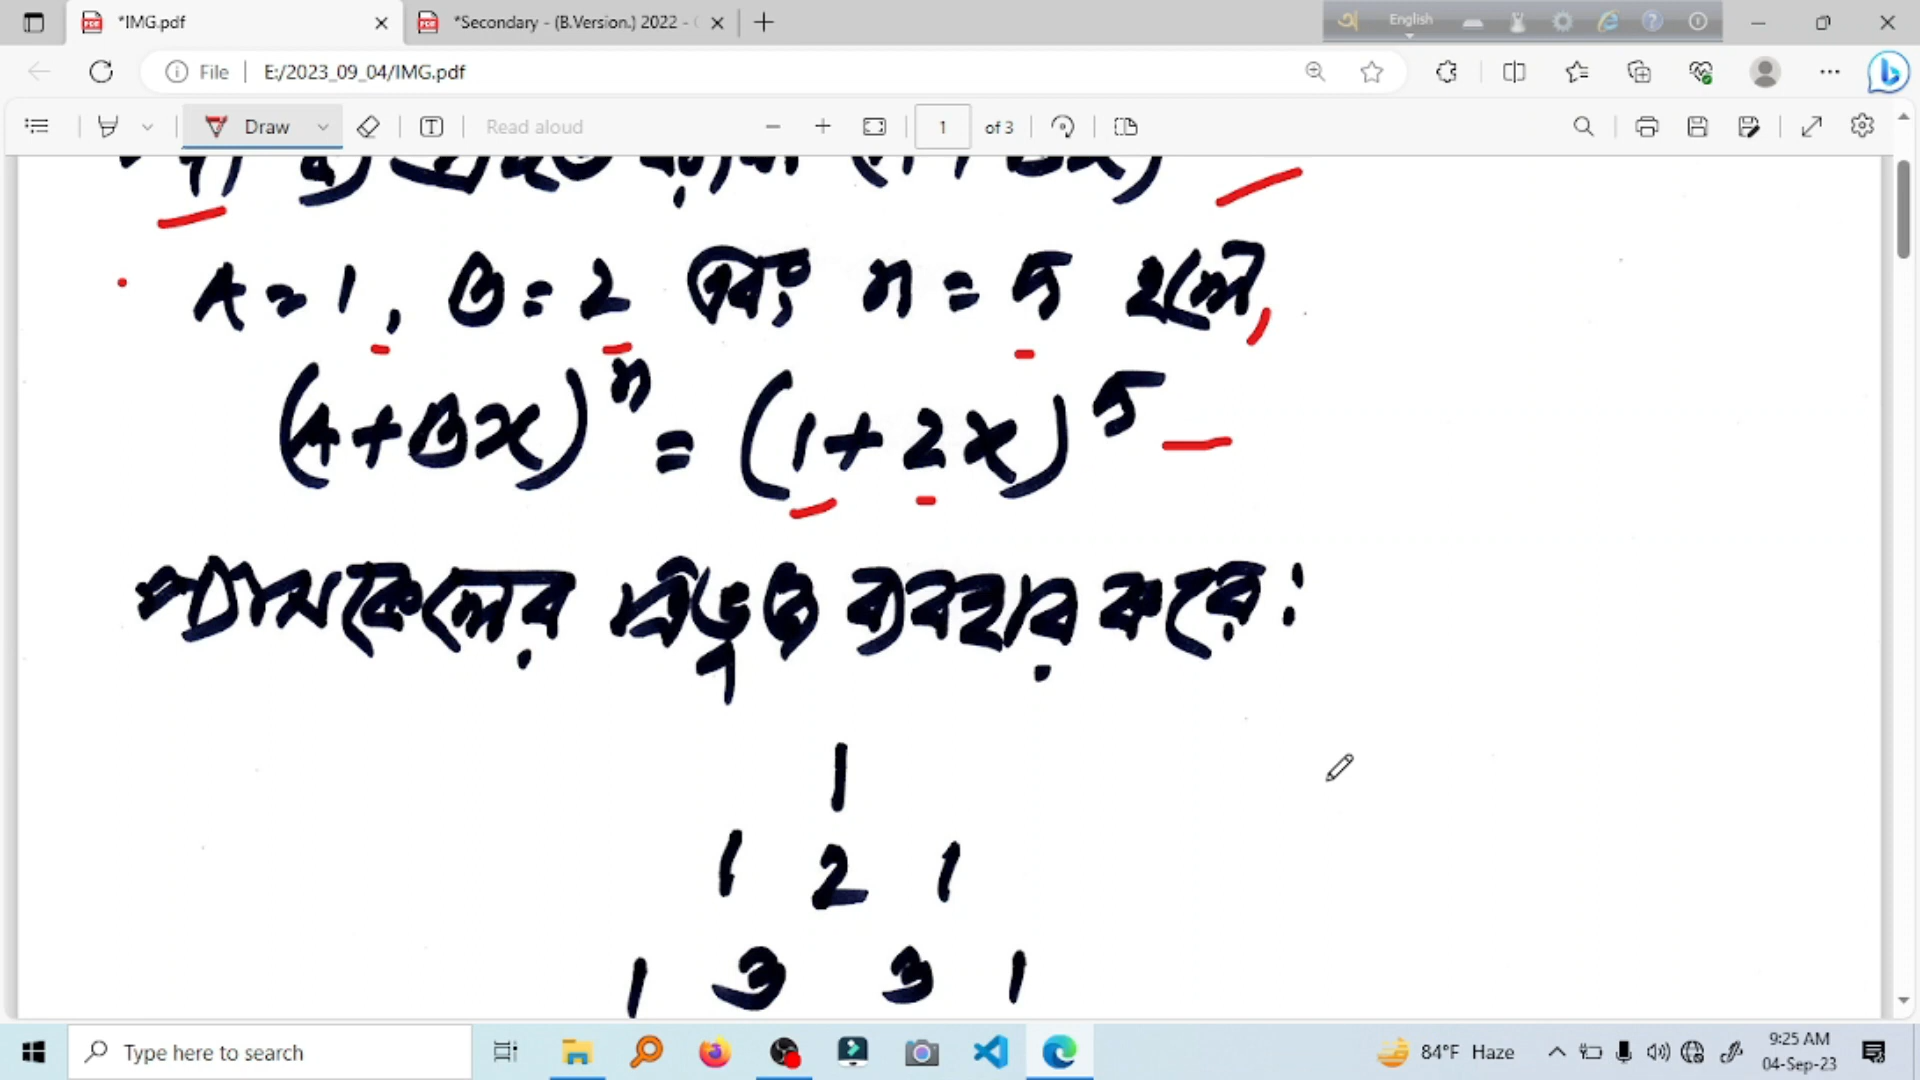 *IMG.pdf
*Secondary - (B.Version.) 2022 -
English
File
E:/2023_09_04/IMG.pdf
Draw
Read aloud
1 of 3
A = 1, B = 2 এবং n = 5 হলে,
(A+Bx)^n = (1+2x)^5
প্যাসকেলের ত্রিভুজ ব্যবহার করে:
1
1 2 1
1 3 3 1
Type here to search
84°F Haze
9:25 AM
04-Sep-23